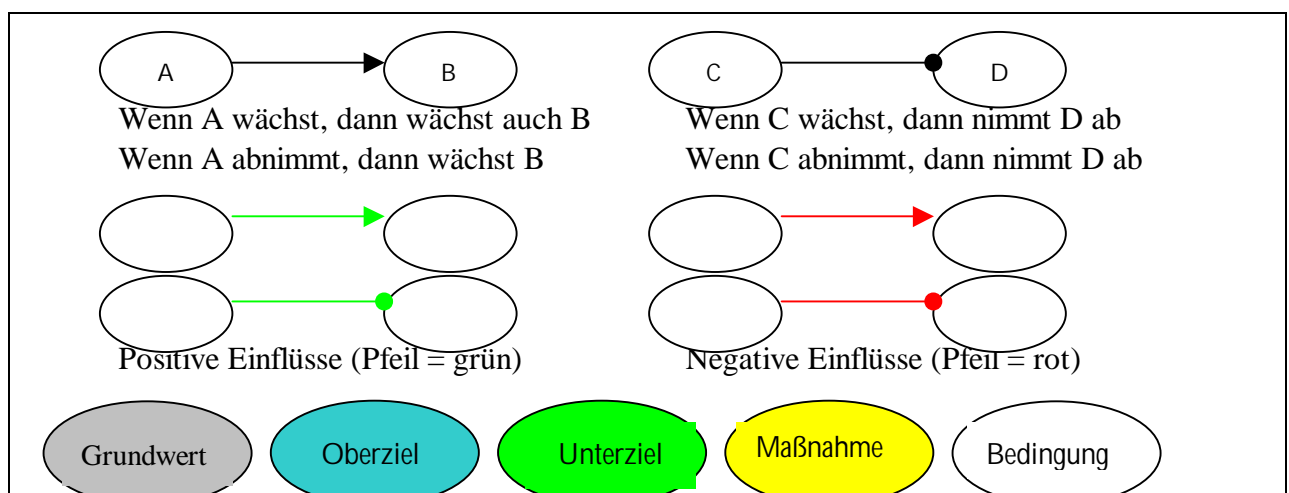 A B C D
Wenn A wächst, dann wächst auch B Wenn C wächst, dann nimmt D ab
Wenn A abnimmt, dann wächst B Wenn C abnimmt, dann nimmt D ab
Positive Einflüsse (Pfeil = grün) Negative Einflüsse (Pfeil = rot)
Grundwert Oberziel Unterziel Maßnahme Bedingung